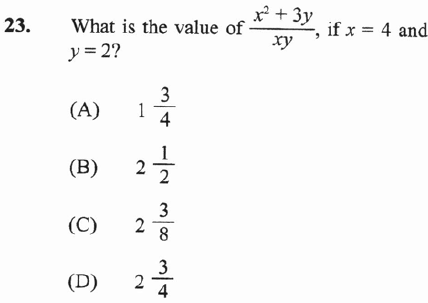 23. What is the value of \frac{x² + 3y}{xy}, if x = 4 and
y = 2?
(A) 1 \frac{3}{4}
(B) 2 \frac{1}{2}
(C) 2 \frac{3}{8}
(D) 2 \frac{3}{4}